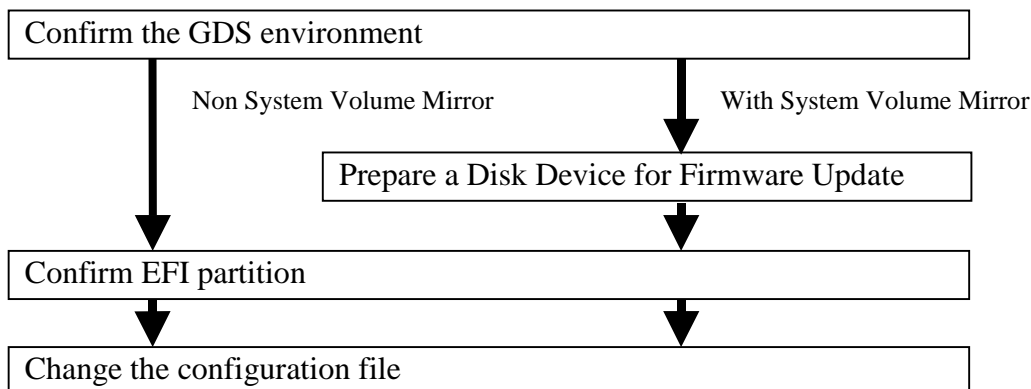 Confirm the GDS environment
Non System Volume Mirror
With System Volume Mirror
Prepare a Disk Device for Firmware Update
Confirm EFI partition
Change the configuration file